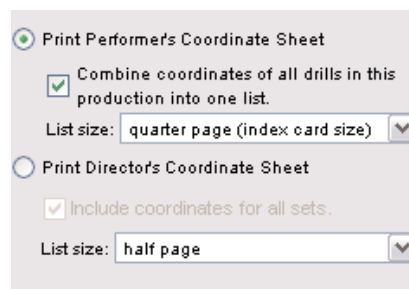 Print Performer's Coordinate Sheet
Combine coordinates of all drills in this
production into one list.
List size: quarter page (index card size)
Print Director's Coordinate Sheet
Include coordinates for all sets.
List size: half page